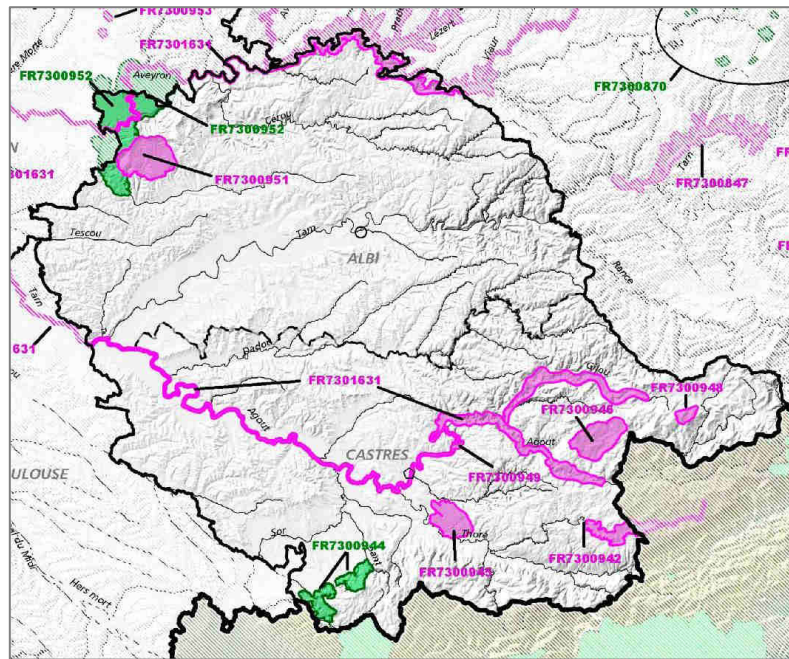 FR7300953
FR7301631
Lézert
Viaur
FR7300952
Aveyron
FR7300870
FR7300952
Cérou
Tarn
FR7300951
FR7300847
301631
Tescou
Tarn
ALBI
Rance
Tarn
631
Dadou
Gijou
FR7301631
FR7300948
FR7300946
Agout
Agout
CASTRES
FR7300949
ULOUSE
Sor
Thoré
FR7300944
FR7300942
FR7300945
Hers mort